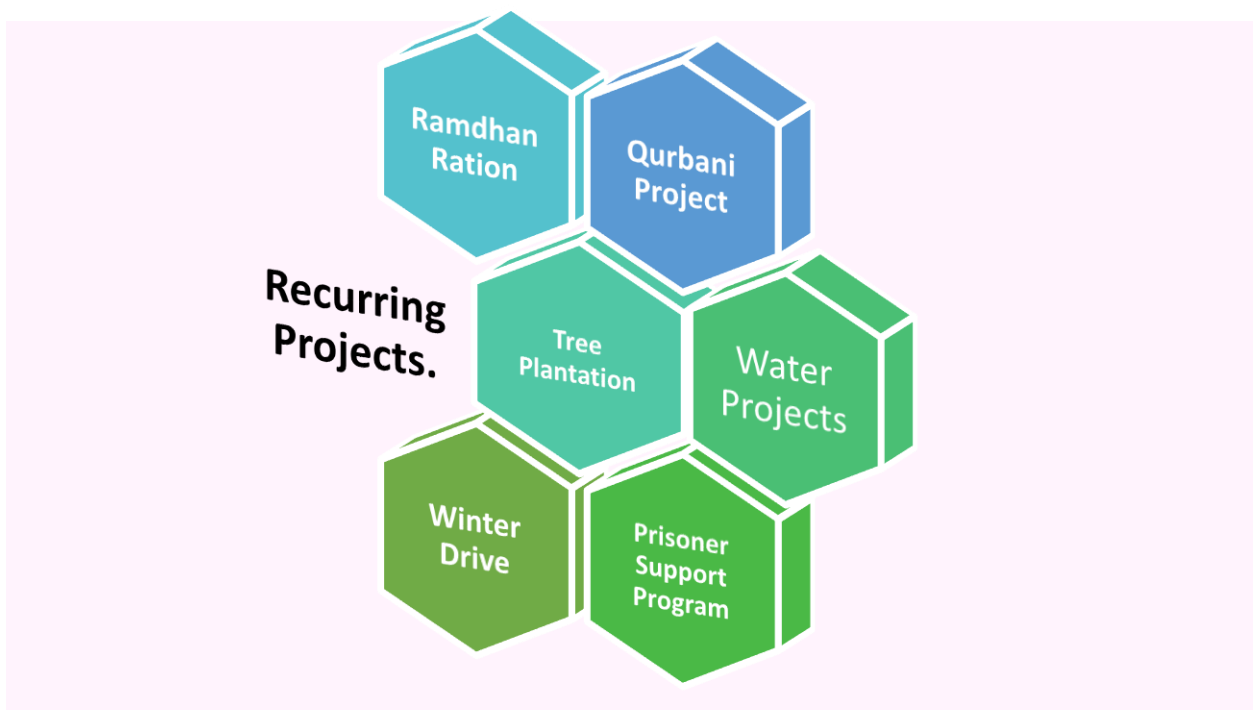 Ramdhan
Ration
Qurbani
Project
Recurring
Projects.
Tree
Plantation
Water
Projects
Winter
Drive
Prisoner
Support
Program